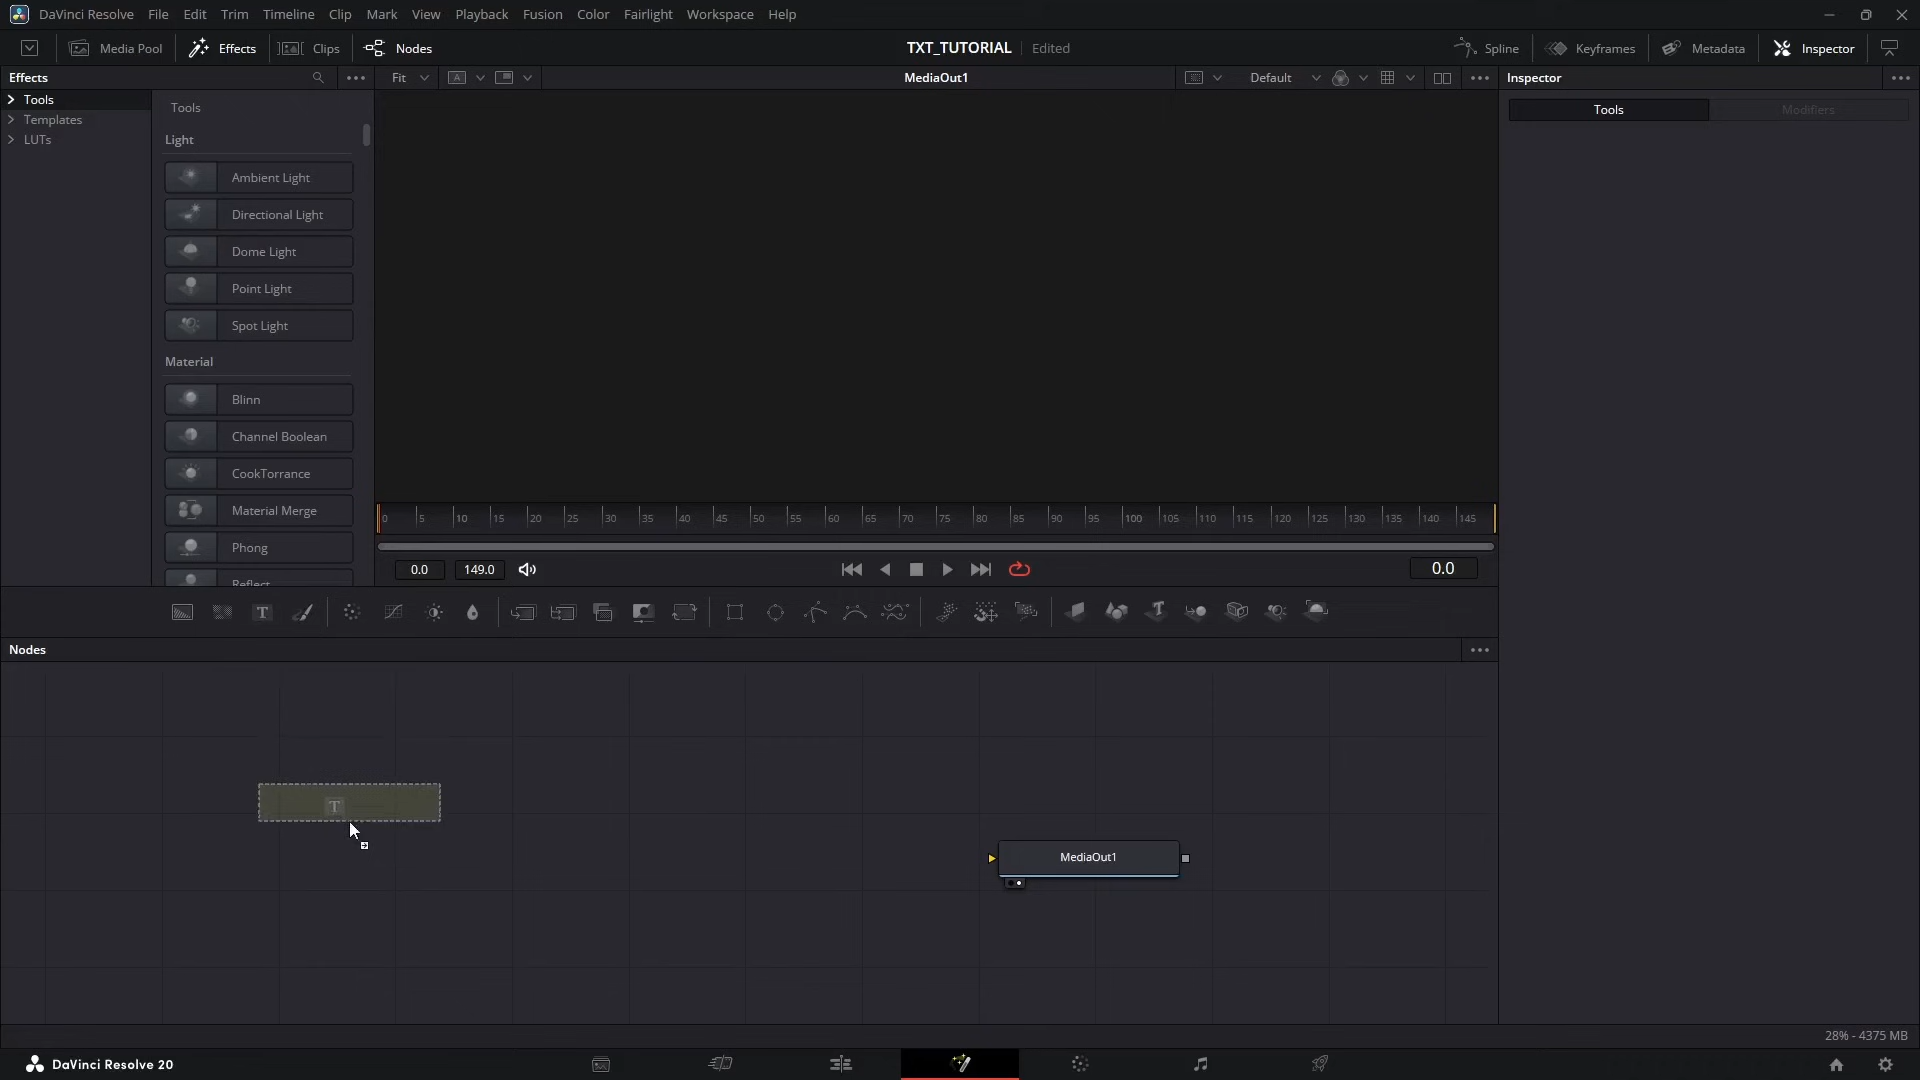 DaVinci Resolve File Edit Trim Timeline Clip Mark View Playback Fusion Color Fairlight Workspace Help
Media Pool Effects Clips Nodes TXT_TUTORIAL Edited Spline Keyframes Metadata Inspector
Effects Fit A MediaOut1 Default Inspector
Tools
Templates
LUTs
Tools
Light
Ambient Light
Directional Light
Dome Light
Point Light
Spot Light
Material
Blinn
Channel Boolean
CookTorrance
Material Merge
Phong
Reflect
Tools Modifiers
0 5 10 15 20 25 30 35 40 45 50 55 60 65 70 75 80 85 90 95 100 105 110 115 120 125 130 135 140 145
0.0 149.0 0.0
T T
Nodes
T
MediaOut1
28% - 4375 MB
DaVinci Resolve 20